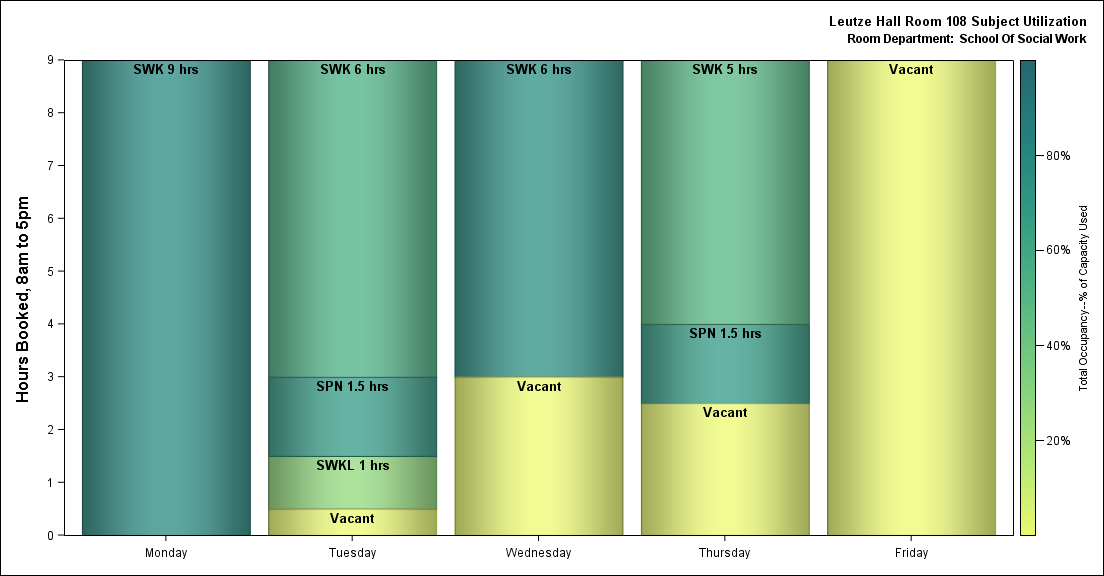 Leutze Hall Room 108 Subject Utilization
Room Department: School Of Social Work
Hours Booked, 8am to 5pm
9
8
7
6
5
4
3
2
1
0
SWK 9 hrs
SWK 6 hrs
SPN 1.5 hrs
SWKL 1 hrs
Vacant
SWK 6 hrs
Vacant
SWK 5 hrs
SPN 1.5 hrs
Vacant
Vacant
Monday
Tuesday
Wednesday
Thursday
Friday
80%
60%
40%
20%
Total Occupancy--% of Capacity Used